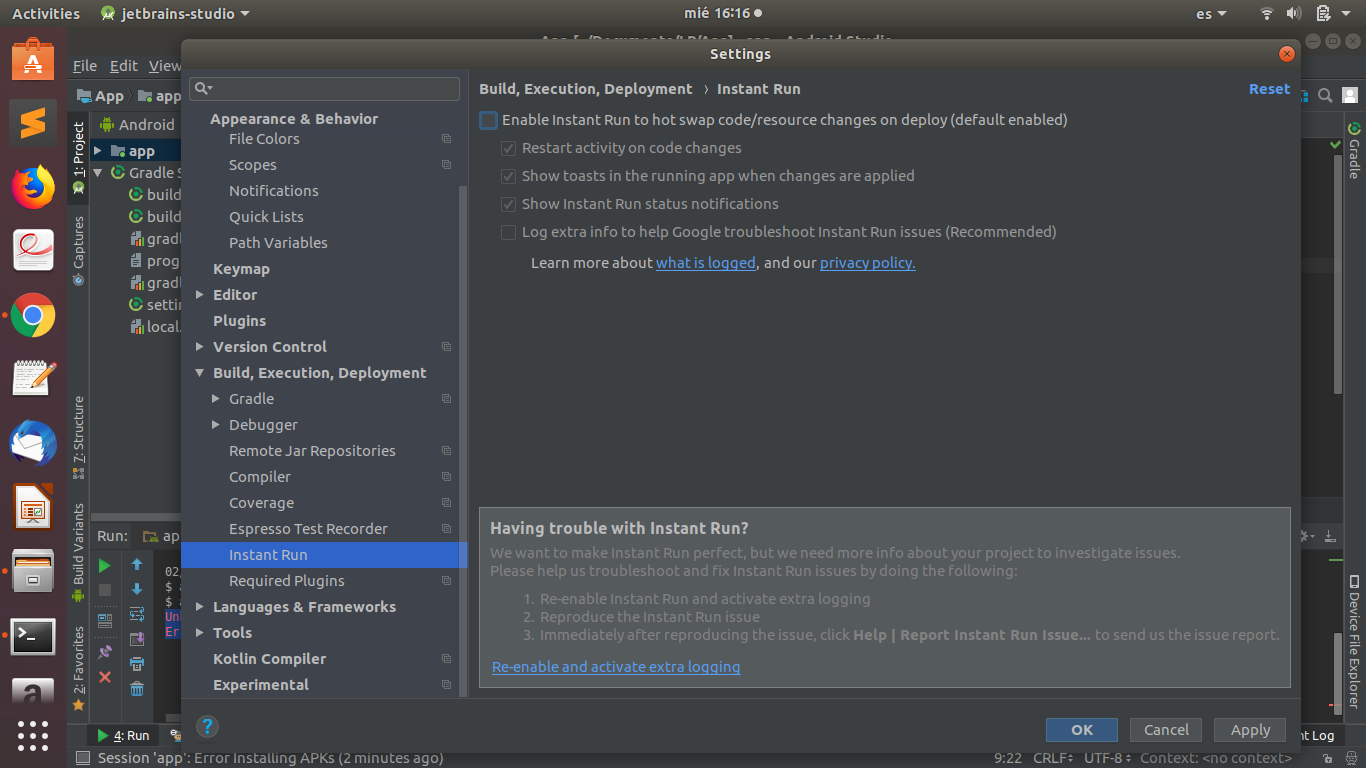 Activities
jetbrains-studio
mié 16:16
es
Settings
File Edit View
App
app
Android
app
Gradle S
build
build
gradl
prog
gradl
settin
local.
1: Project
Captures
7: Structure
Build Variants
2: Favorites
Appearance & Behavior
File Colors
Scopes
Notifications
Quick Lists
Path Variables
Keymap
Editor
Plugins
Version Control
Build, Execution, Deployment
Gradle
Debugger
Remote Jar Repositories
Compiler
Coverage
Espresso Test Recorder
Instant Run
Required Plugins
Languages & Frameworks
Tools
Kotlin Compiler
Experimental
Build, Execution, Deployment › Instant Run
Reset
Enable Instant Run to hot swap code/resource changes on deploy (default enabled)
Restart activity on code changes
Show toasts in the running app when changes are applied
Show Instant Run status notifications
Log extra info to help Google troubleshoot Instant Run issues (Recommended)
Learn more about what is logged, and our privacy policy.
Having trouble with Instant Run?
We want to make Instant Run perfect, but we need more info about your project to investigate issues.
Please help us troubleshoot and fix Instant Run issues by doing the following:
1. Re-enable Instant Run and activate extra logging
2. Reproduce the Instant Run issue
3. Immediately after reproducing the issue, click Help | Report Instant Run Issue... to send us the issue report.
Re-enable and activate extra logging
?
OK
Cancel
Apply
Gradle
Device File Explorer
Run:
ap
02/
$
$
Un
Er
4: Run
nt Log
Session 'app': Error Installing APKs (2 minutes ago)
9:22 CRLF UTF-8 Context: <no context>